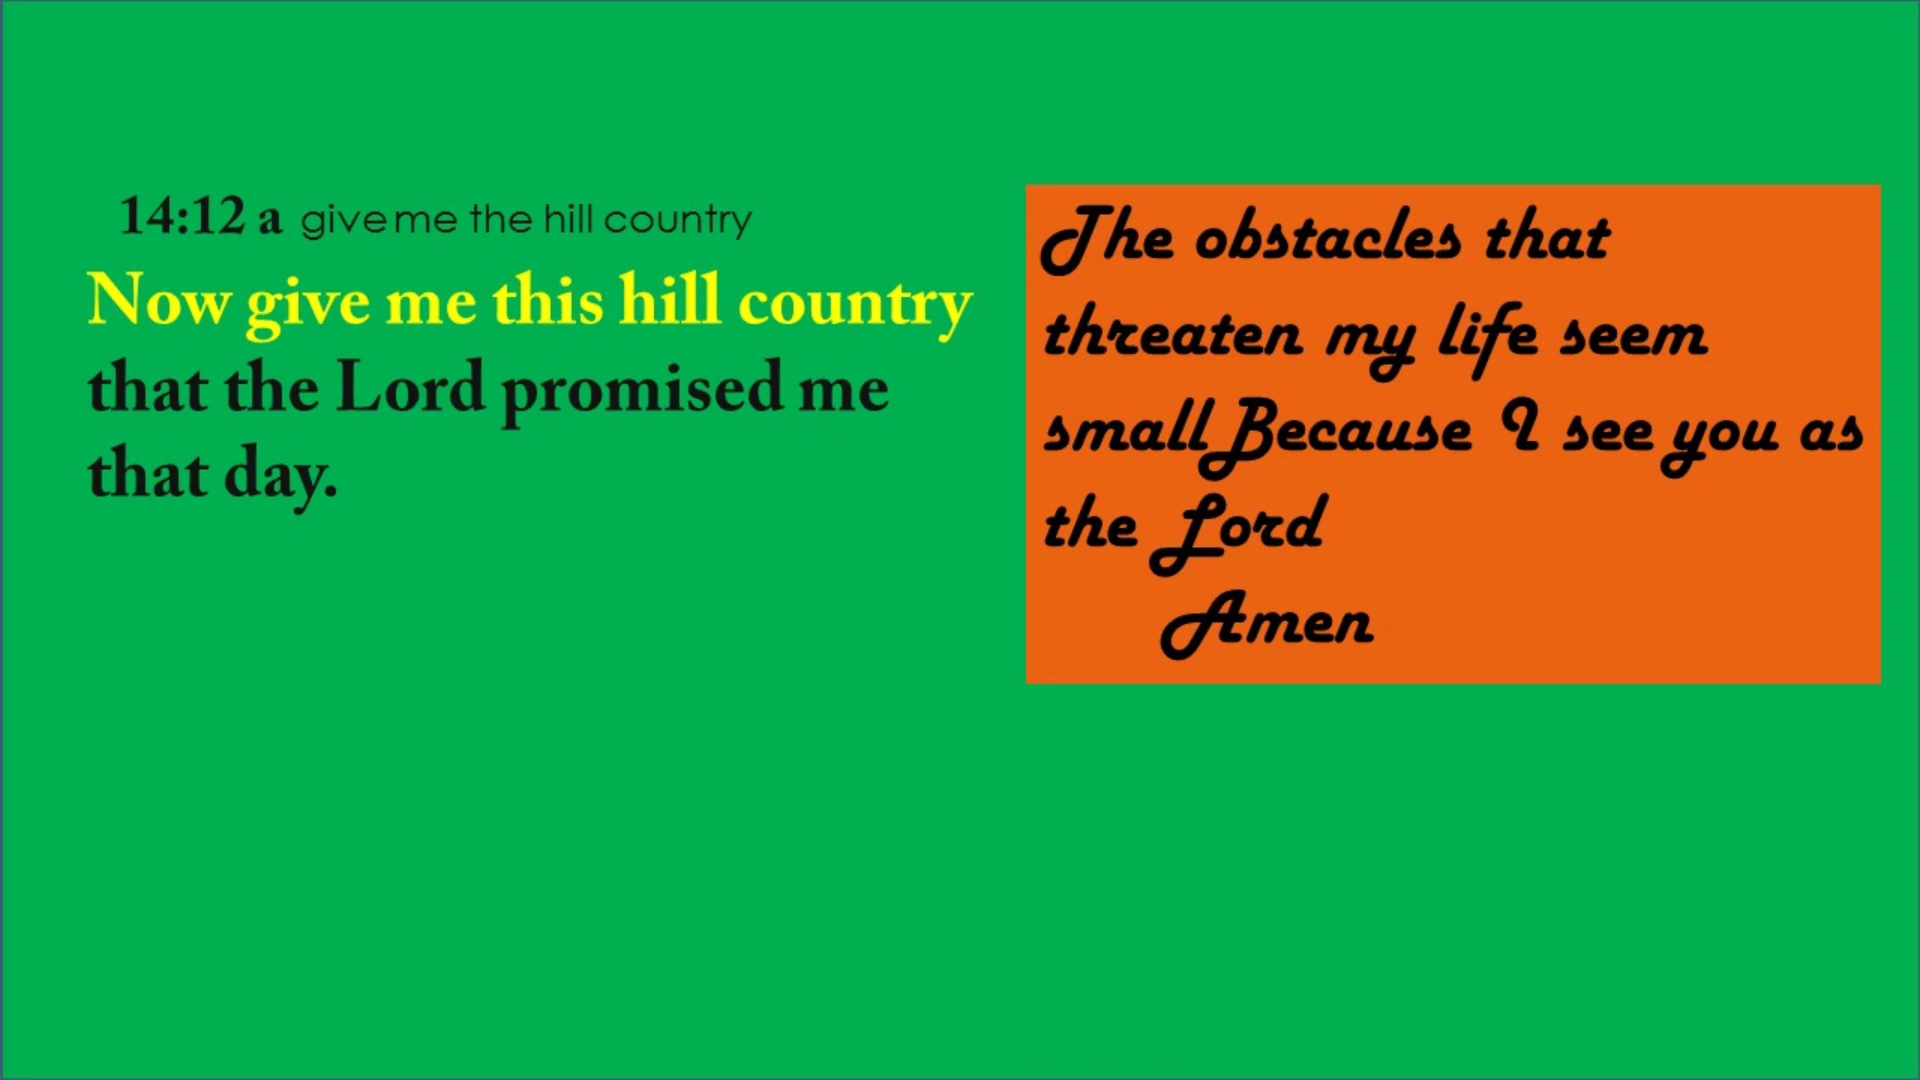 14:12 a give me the hill country
Now give me this hill country
that the Lord promised me
that day.
The obstacles that
threaten my life seem
small Because I see you as
the Lord
Amen